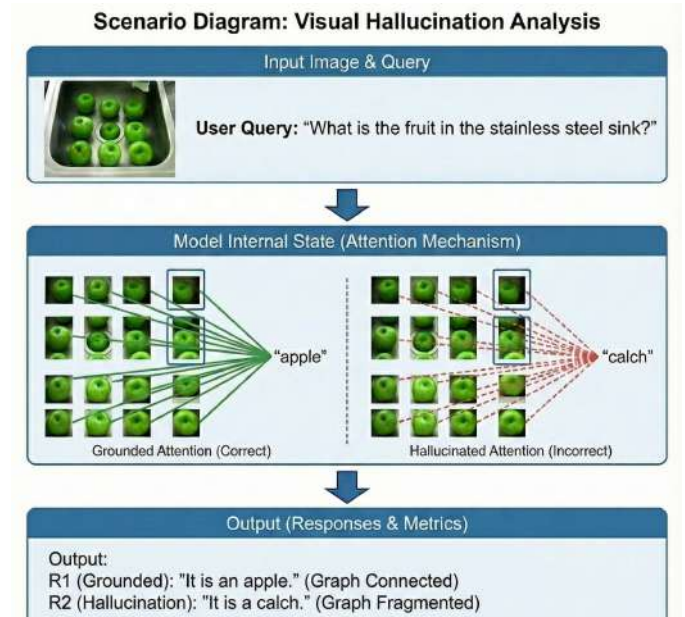 Scenario Diagram: Visual Hallucination Analysis
Input Image & Query
User Query: “What is the fruit in the stainless steel sink?”
Model Internal State (Attention Mechanism)
“apple”
“calch”
Grounded Attention (Correct)
Hallucinated Attention (Incorrect)
Output (Responses & Metrics)
Output:
R1 (Grounded): "It is an apple.” (Graph Connected)
R2 (Hallucination): "It is a calch.” (Graph Fragmented)